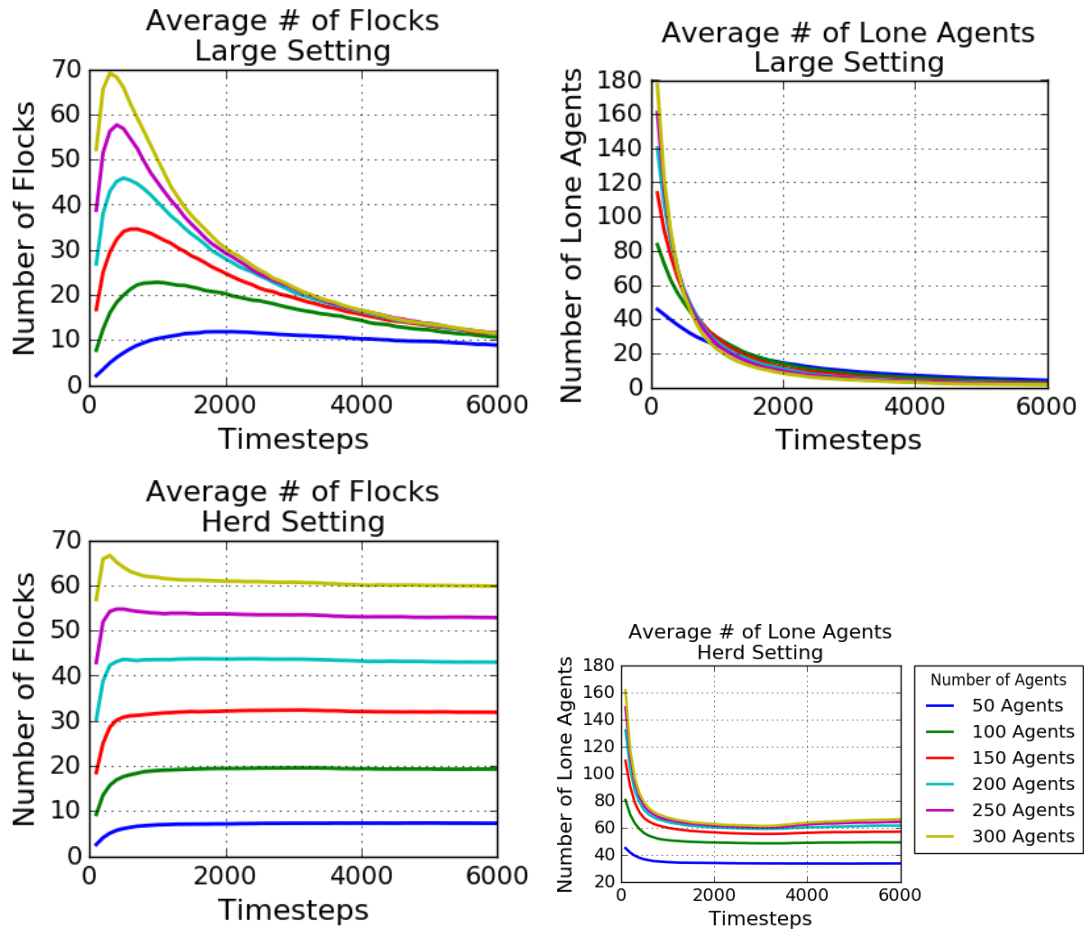 Average # of Flocks
Large Setting
Number of Flocks
70
60
50
40
30
20
10
0
0 2000 4000 6000
Timesteps
Average # of Lone Agents
Large Setting
Number of Lone Agents
180
160
140
120
100
80
60
40
20
0
0 2000 4000 6000
Timesteps
Average # of Flocks
Herd Setting
Number of Flocks
70
60
50
40
30
20
10
0
0 2000 4000 6000
Timesteps
Average # of Lone Agents
Herd Setting
Number of Lone Agents
180
160
140
120
100
80
60
40
20
0 2000 4000 6000
Timesteps
Number of Agents
50 Agents
100 Agents
150 Agents
200 Agents
250 Agents
300 Agents